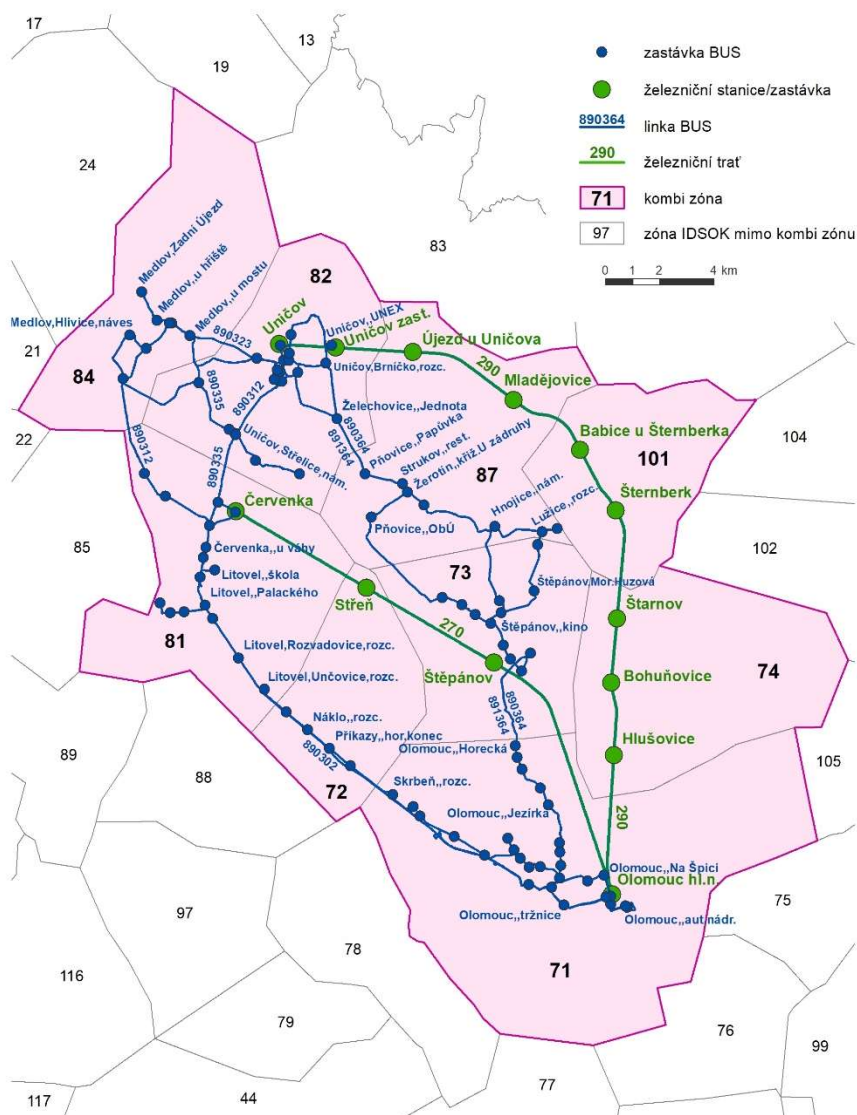 17
13
19
24
83
21
22
104
85
102
89
88
105
97
75
78
116
79
76
99
117
44
77
890364
zastávka BUS
železniční stanice/zastávka
linka BUS
290
železniční trať
71
kombi zóna
97
zóna IDSOK mimo kombi zónu
0 2 4 km
82
84
87
101
73
74
81
72
71
Medlov,Zadní Újezd
Medlov,,u hřiště
Medlov,,u mostu
Medlov,Hlivice,náves
890323
890335
890312
890312
890335
Uničov
Uničov,,UNEX
Uničov zast.
Újezd u Uničova
Uničov,Brníčko,rozc.
290
Mladějovice
Želechovice,,Jednota
890364
891364
Babice u Šternberka
Pňovice,,Papůvka
Strukov,,rest.
Žerotín,,kříž.U zádruhy
Uničov,Střelice,nám.
Hnojice,,nám.
Lužice,,rozc.
Šternberk
Červenka
Pňovice,,ObÚ
Červenka,,u váhy
Litovel,,škola
Litovel,,Palackého
Střeň
Štěpánov,Mor.Huzová
Štarnov
Štěpánov,,kino
270
Štěpánov
Litovel,Rozvadovice,rozc.
Litovel,Unčovice,rozc.
Bohuňovice
890364
891364
Náklo,,rozc.
Příkazy,,hor.konec
Olomouc,,Horecká
Hlušovice
890302
Skrbeň,,rozc.
Olomouc,,Jezírka
290
Olomouc,,Na Špici
Olomouc hl.n.
Olomouc,,tržnice
Olomouc,,aut.nádr.